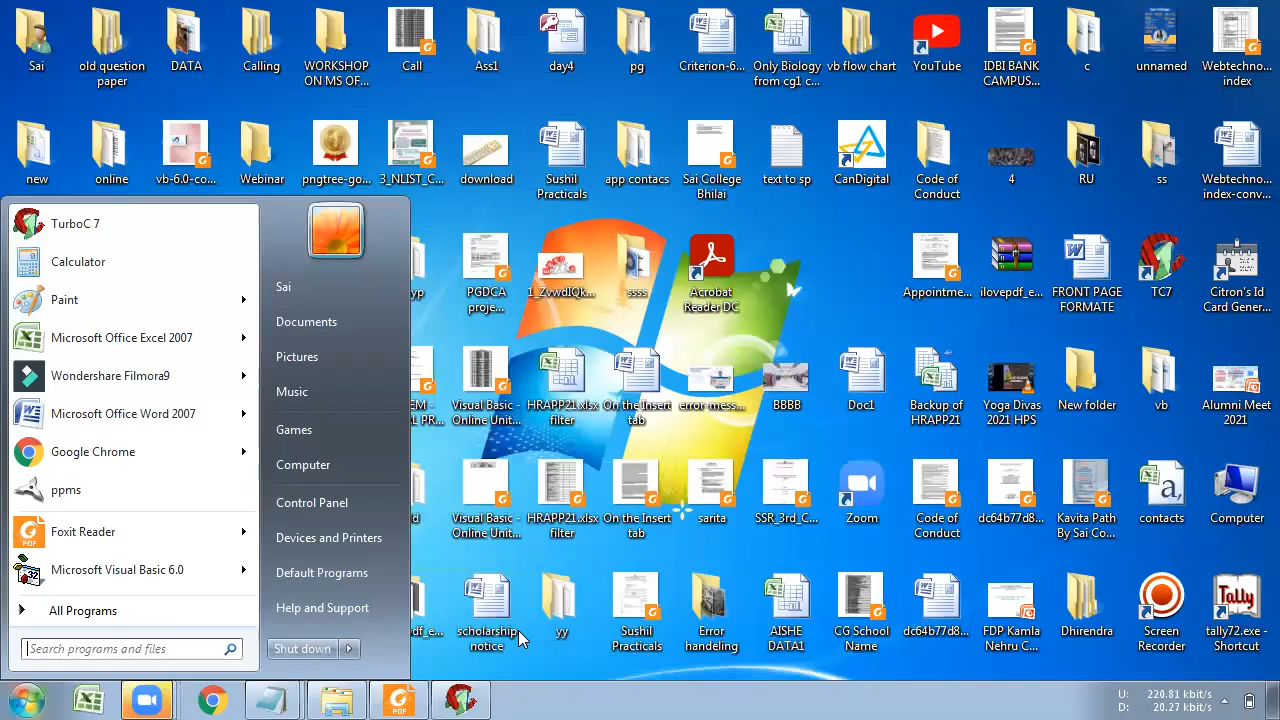 Sai
old question
paper
DATA
Calling
WORKSHOP
ON MS OF...
Call
Ass1
day4
pg
Criterion-6...
Only Biology
from cg1 c...
vb flow chart
YouTube
IDBI BANK
CAMPUS...
c
unnamed
Webtechno...
index
new
online
vb-6.0-co...
Webinar
pngtree-go...
3_NLIST_C...
download
Sushil
Practicals
app contacs
Sai College
Bhilai
text to sp
CanDigital
Code of
Conduct
4
RU
ss
Webtechno...
index-conv...
PGDCA
proje...
1_ZvwdIQk...
ssss
Acrobat
Reader DC
Appointme...
ilovepdf_e...
FRONT PAGE
FORMATE
TC7
Citron's Id
Card Gener...
Visual Basic -
Online Unit...
HRAPP21.xlsx
filter
On the Insert
tab
error-mess...
BBBB
Doc1
Backup of
HRAPP21
Yoga Divas
2021 HPS
New folder
vb
Alumni Meet
2021
Visual Basic -
Online Unit...
HRAPP21.xlsx
filter
On the Insert
tab
sarita
SSR_3rd_C...
Zoom
Code of
Conduct
dc64b77d8...
Kavita Path
By Sai Co...
contacts
Computer
df_e...
scholarship
notice
yy
Sushil
Practicals
Error
handeling
AISHE
DATA1
CG School
Name
dc64b77d8...
FDP Kamla
Nehru C...
Dhirendra
Screen
Recorder
tally72.exe -
Shortcut
TurboC 7
Calculator
Paint
Microsoft Office Excel 2007
Wondershare Filmora9
Microsoft Office Word 2007
Google Chrome
Foxit Reader
Microsoft Visual Basic 6.0
All Programs
Search programs and files
Sai
Documents
Pictures
Music
Games
Computer
Control Panel
Devices and Printers
Default Programs
Help and Support
Shut down
U: 220.81 kbit/s
D: 20.27 kbit/s